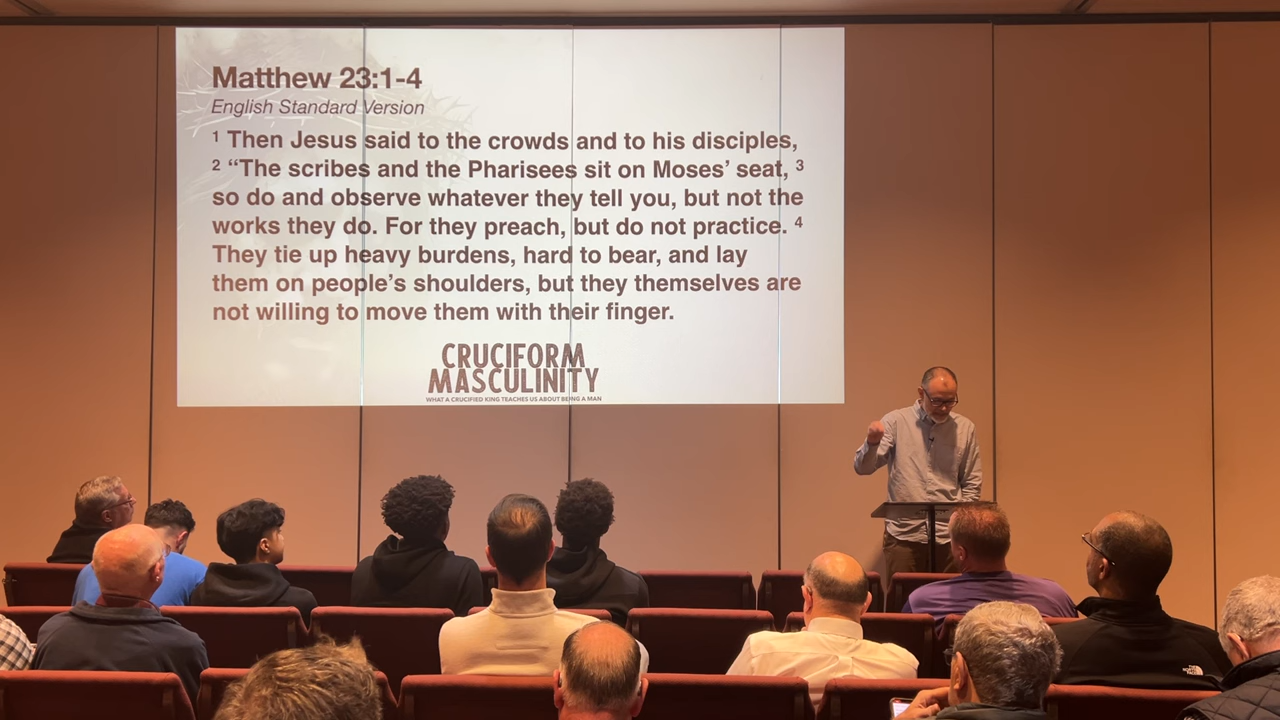 Matthew 23:1-4
English Standard Version
1 Then Jesus said to the crowds and to his disciples,
2 “The scribes and the Pharisees sit on Moses’ seat, 3
so do and observe whatever they tell you, but not the
works they do. For they preach, but do not practice. 4
They tie up heavy burdens, hard to bear, and lay
them on people’s shoulders, but they themselves are
not willing to move them with their finger.
CRUCIFORM
MASCULINITY
WHAT A CRUCIFIED KING TEACHES US ABOUT BEING A MAN
THE NORTH FACE